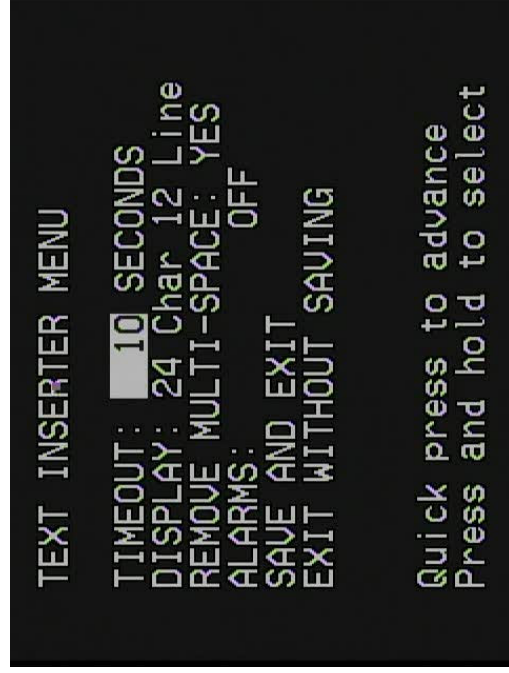 TEXT INSERTER MENU
TIMEOUT: 10 SECONDS
DISPLAY: 24 Char 12 Line
REMOVE MULTI-SPACE: YES
ALARMS: OFF
SAVE AND EXIT
EXIT WITHOUT SAVING
Quick press to advance
Press and hold to select